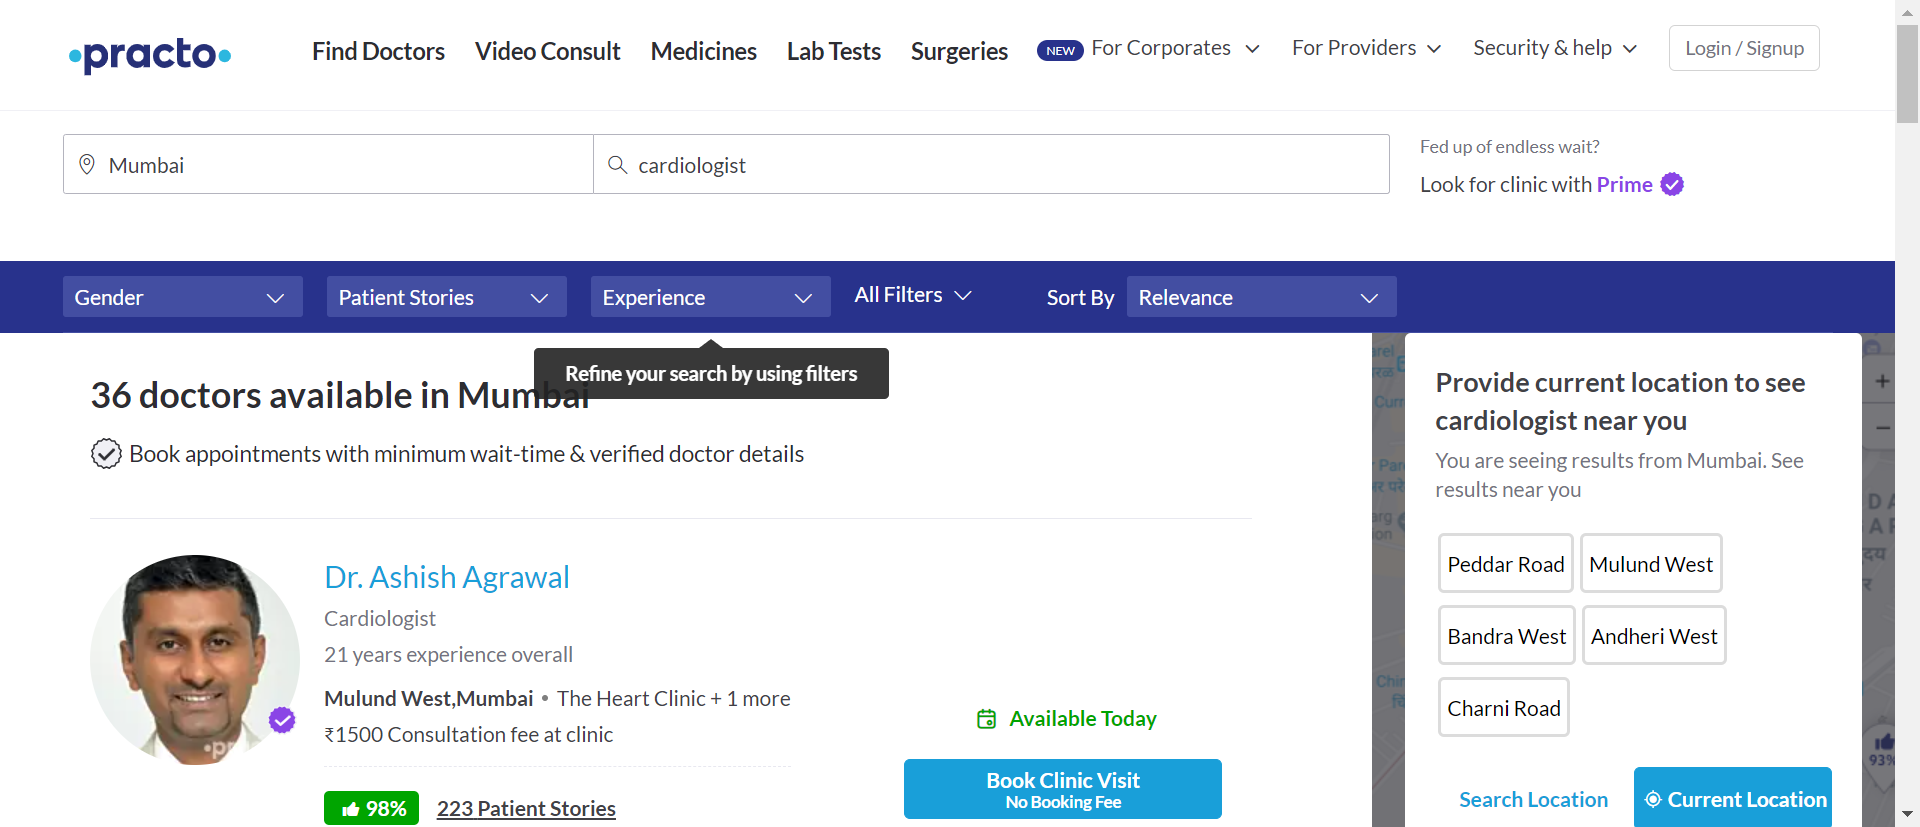 practo
Find Doctors
Video Consult
Medicines
Lab Tests
Surgeries
NEW
For Corporates
For Providers
Security & help
Login / Signup
Mumbai
cardiologist
Fed up of endless wait?
Look for clinic with Prime
Gender
Patient Stories
Experience
All Filters
Sort By
Relevance
Refine your search by using filters
36 doctors available in Mumbai
Book appointments with minimum wait-time & verified doctor details
Dr. Ashish Agrawal
Cardiologist
21 years experience overall
Mulund West,Mumbai • The Heart Clinic + 1 more
₹1500 Consultation fee at clinic
98%
223 Patient Stories
Available Today
Book Clinic Visit
No Booking Fee
Provide current location to see
cardiologist near you
You are seeing results from Mumbai. See
results near you
Peddar Road
Mulund West
Bandra West
Andheri West
Charni Road
Search Location
Current Location
93%